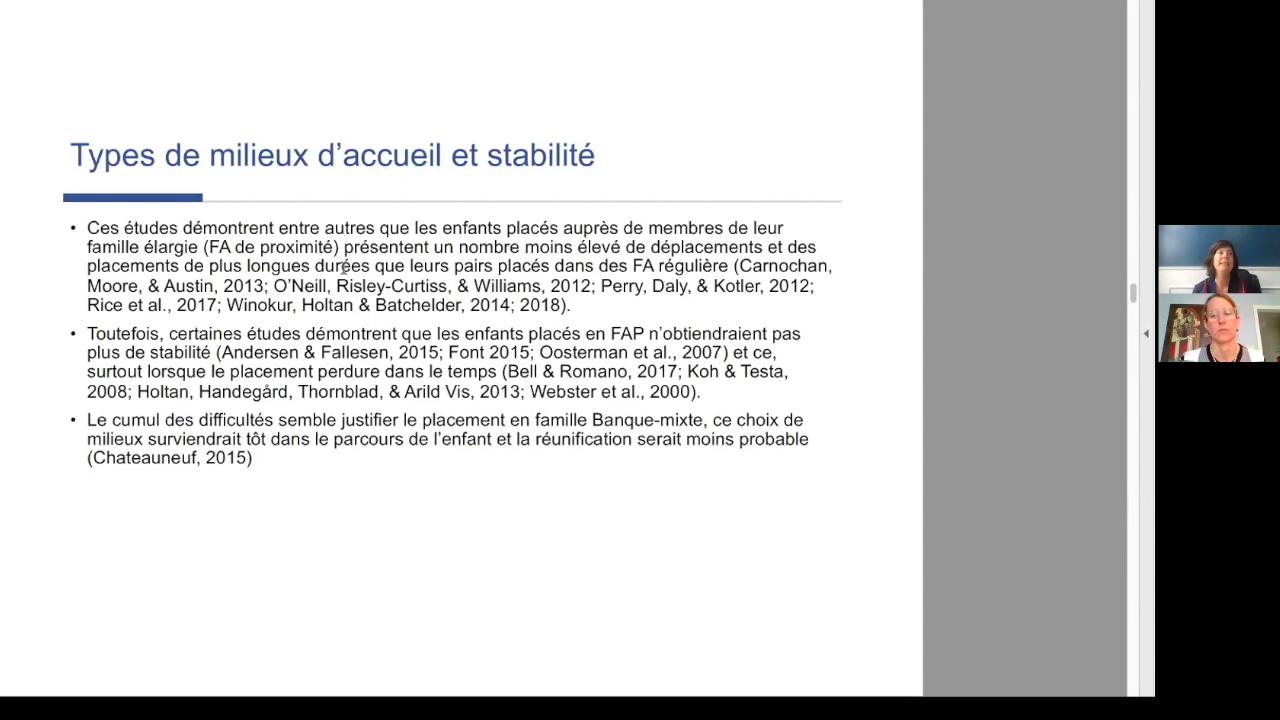 Types de milieux d’accueil et stabilité
• Ces études démontrent entre autres que les enfants placés auprès de membres de leur
famille élargie (FA de proximité) présentent un nombre moins élevé de déplacements et des
placements de plus longues durées que leurs pairs placés dans des FA régulière (Carnochan,
Moore, & Austin, 2013; O’Neill, Risley-Curtiss, & Williams, 2012; Perry, Daly, & Kotler, 2012;
Rice et al., 2017; Winokur, Holtan & Batchelder, 2014; 2018).
• Toutefois, certaines études démontrent que les enfants placés en FAP n’obtiendraient pas
plus de stabilité (Andersen & Fallesen, 2015; Font 2015; Oosterman et al., 2007) et ce,
surtout lorsque le placement perdure dans le temps (Bell & Romano, 2017; Koh & Testa,
2008; Holtan, Handegård, Thornblad, & Arild Vis, 2013; Webster et al., 2000).
• Le cumul des difficultés semble justifier le placement en famille Banque-mixte, ce choix de
milieu surviendrait tôt dans le parcours de l’enfant et la réunification serait moins probable
(Chateauneuf, 2015)